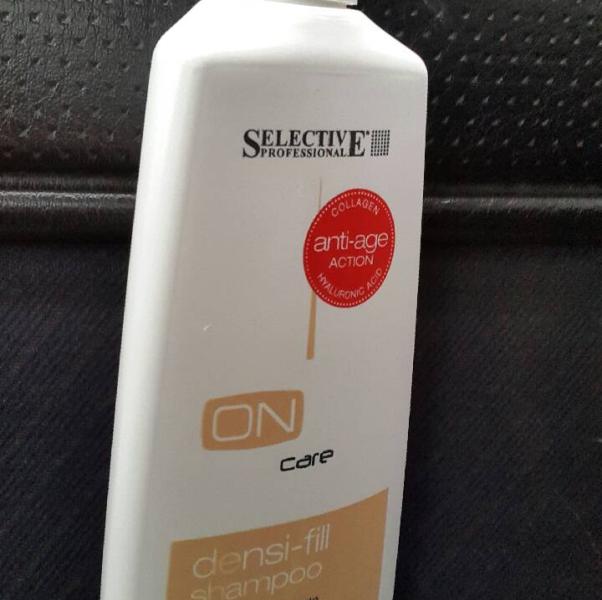 SELECTIVE
PROFESSIONAL
COLLAGEN
anti-age
ACTION
HYALURONIC ACID
ON
care
densi-fill
shampoo